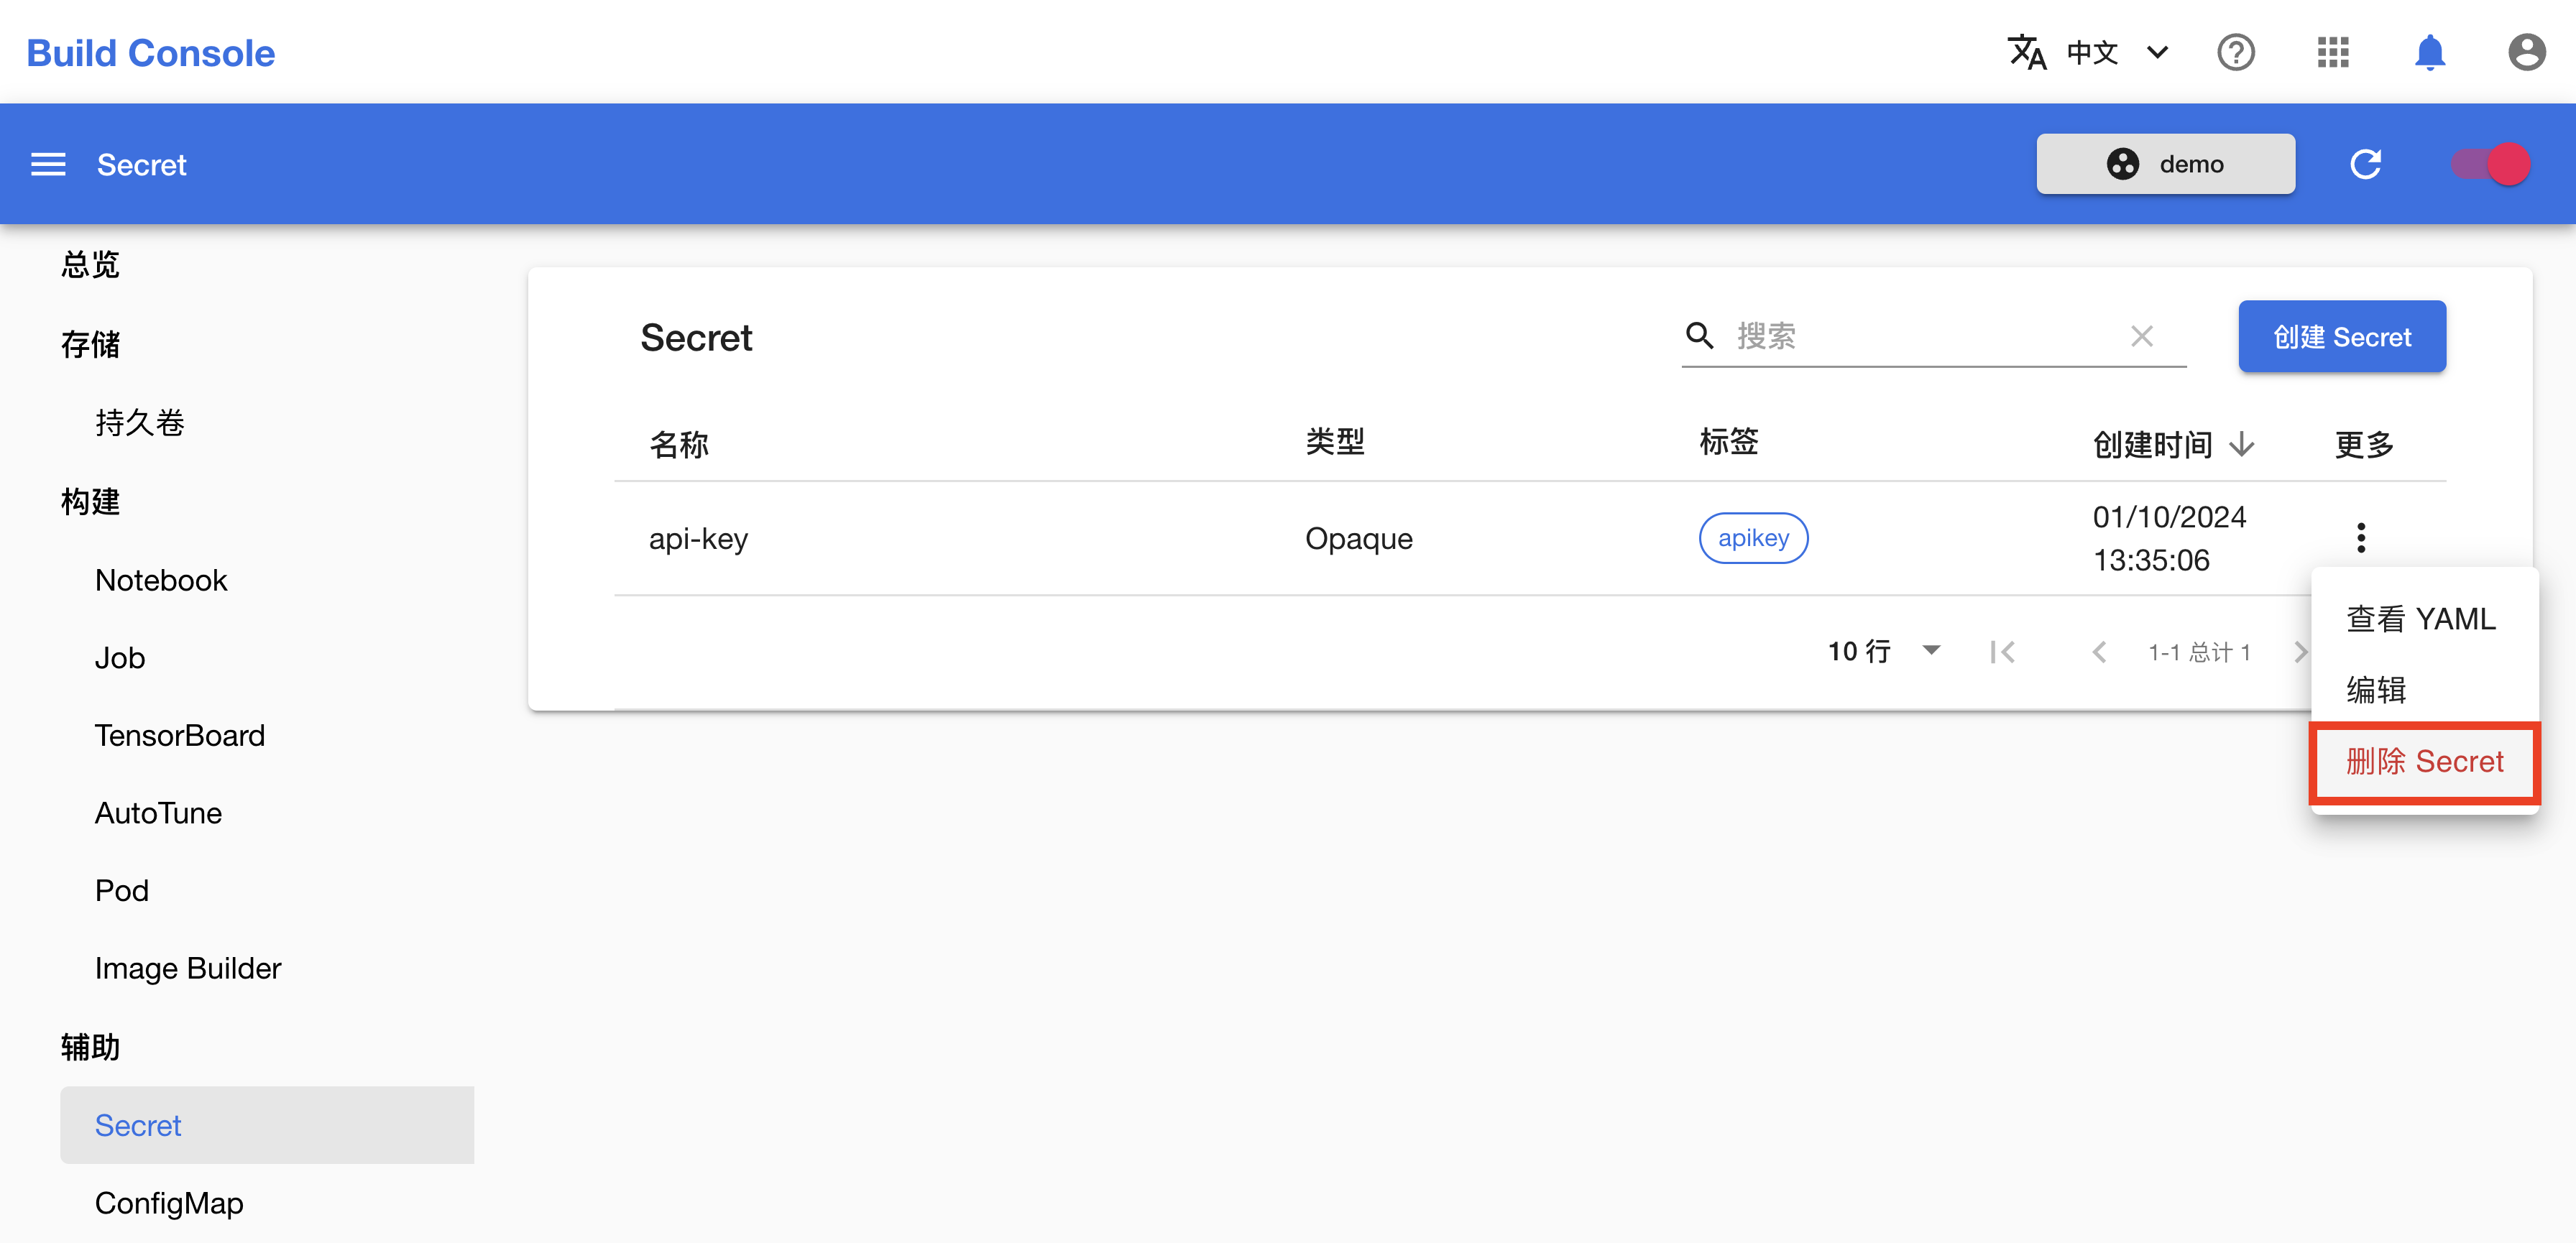 Build Console
中文
Secret
demo
总览
存储
持久卷
构建
Notebook
Job
TensorBoard
AutoTune
Pod
Image Builder
辅助
Secret
ConfigMap
Secret
搜索
创建 Secret
名称 类型 标签 创建时间 更多
api-key Opaque apikey 01/10/2024
13:35:06
10 行 1-1 总计 1
查看 YAML
编辑
删除 Secret